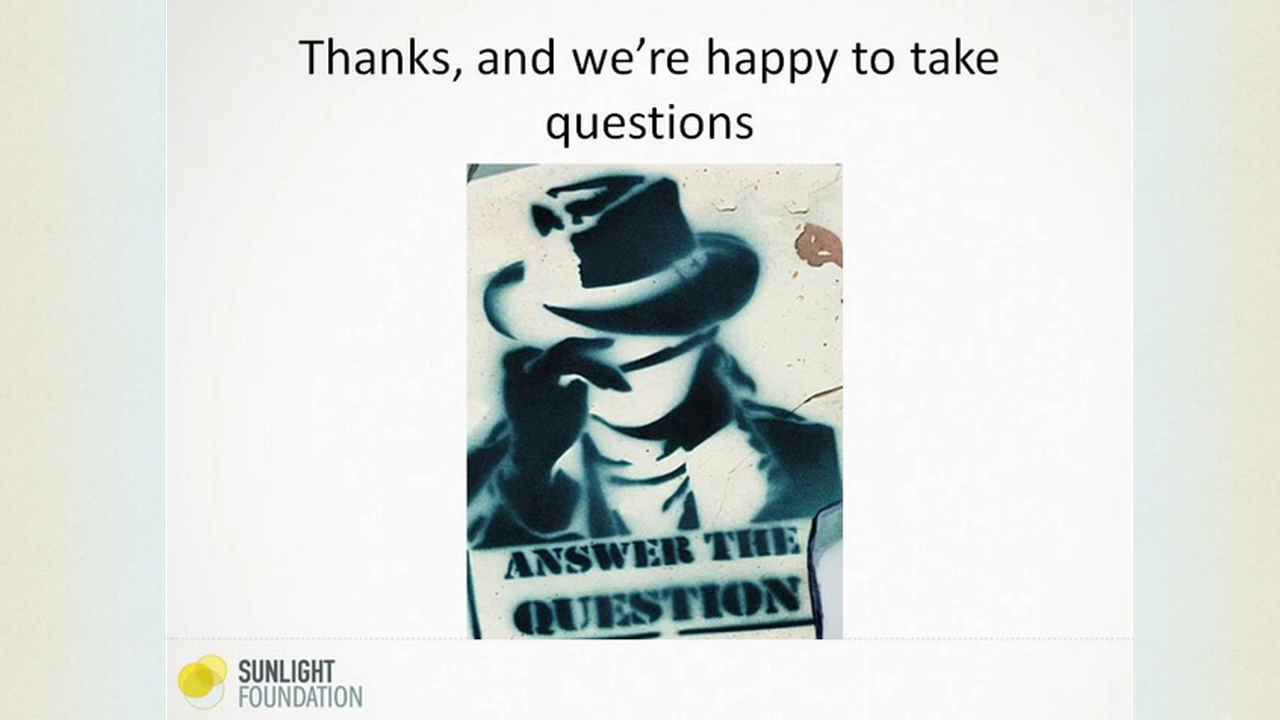 Thanks, and we’re happy to take
questions
ANSWER THE
QUESTION
SUNLIGHT
FOUNDATION